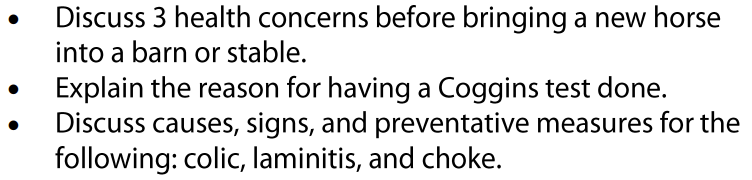 • Discuss 3 health concerns before bringing a new horse
into a barn or stable.
• Explain the reason for having a Coggins test done.
• Discuss causes, signs, and preventative measures for the
following: colic, laminitis, and choke.